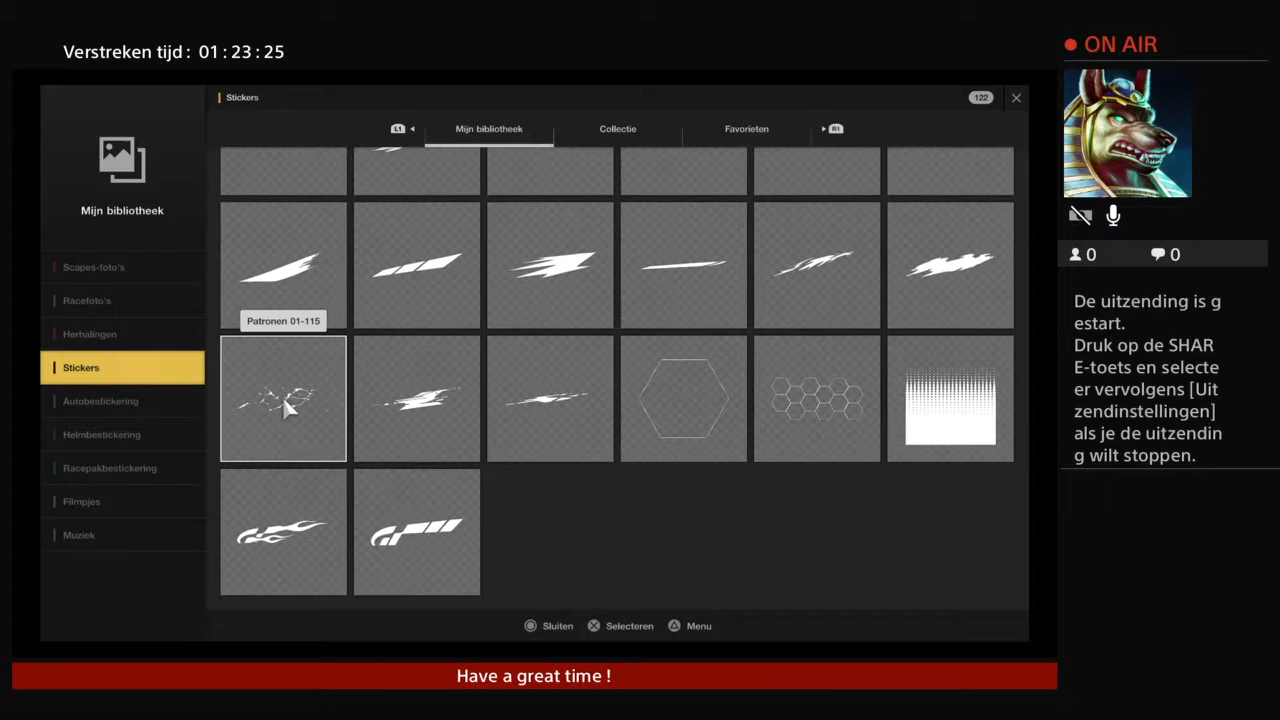 Verstreken tijd : 01 : 23 : 25
ON AIR
Stickers
122
L1
Mijn bibliotheek
Collectie
Favorieten
R1
Mijn bibliotheek
0
0
Scapes-foto's
Racefoto's
Herhalingen
Stickers
Autobestickering
Helmbestickering
Racepakbestickering
Filmpjes
Muziek
Patronen 01-115
De uitzending is g
estart.
Druk op de SHAR
E-toets en selecte
er vervolgens [Uit
zendinstellingen]
als je de uitzendin
g wilt stoppen.
Sluiten
Selecteren
Menu
Have a great time !